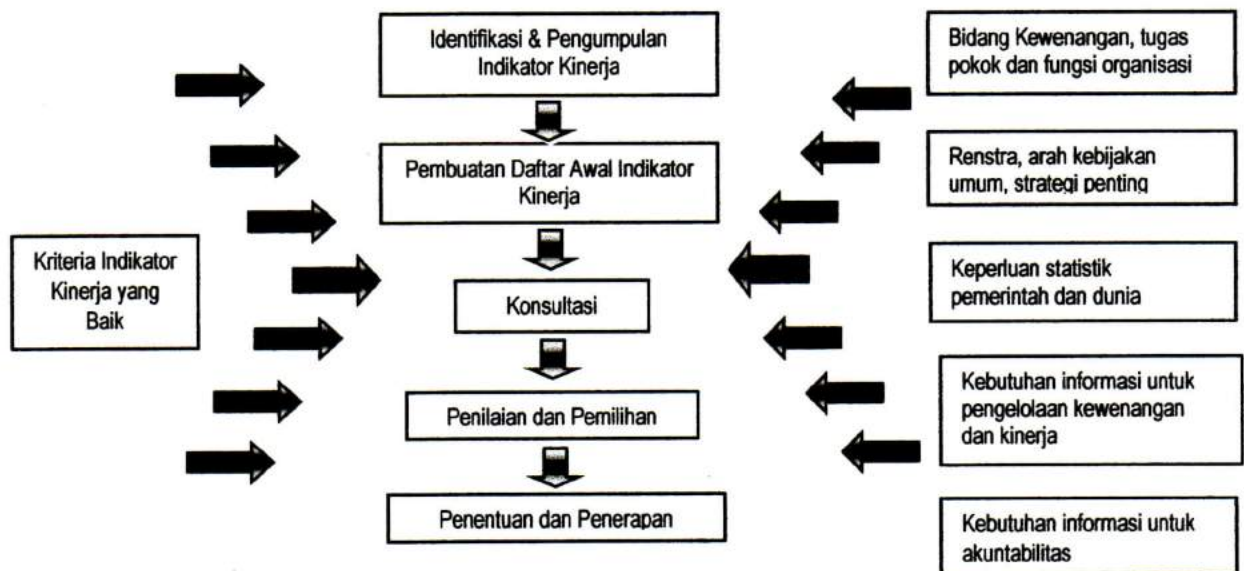 Identifikasi & Pengumpulan
Indikator Kinerja
Pembuatan Daftar Awal Indikator
Kinerja
Konsultasi
Penilaian dan Pemilihan
Penentuan dan Penerapan
Kriteria Indikator
Kinerja yang
Baik
Bidang Kewenangan, tugas
pokok dan fungsi organisasi
Renstra, arah kebijakan
umum, strategi penting
Keperluan statistik
pemerintah dan dunia
Kebutuhan informasi untuk
pengelolaan kewenangan
dan kinerja
Kebutuhan informasi untuk
akuntabilitas